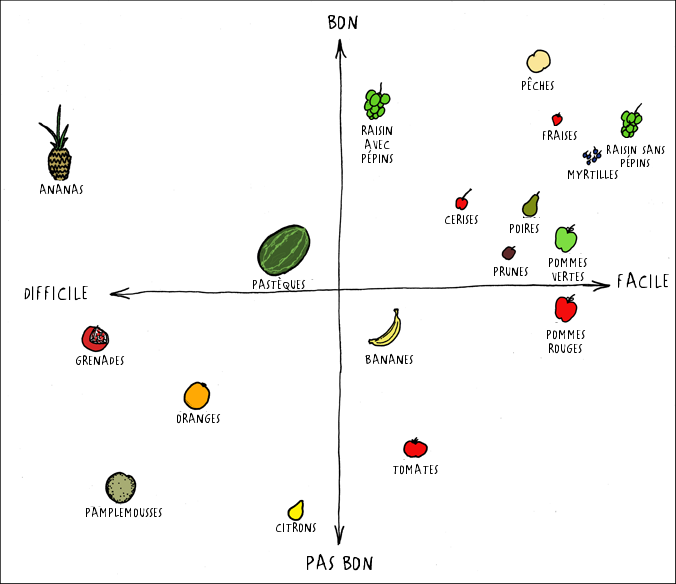 BON
PÊCHES
RAISIN
AVEC
PÉPINS
FRAISES
RAISIN SANS
PÉPINS
MYRTILLES
ANANAS
CERISES
POIRES
PRUNES
POMMES
VERTES
PASTÈQUES
DIFFICILE
FACILE
GRENADES
BANANES
POMMES
ROUGES
ORANGES
TOMATES
PAMPLEMOUSSES
CITRONS
PAS BON